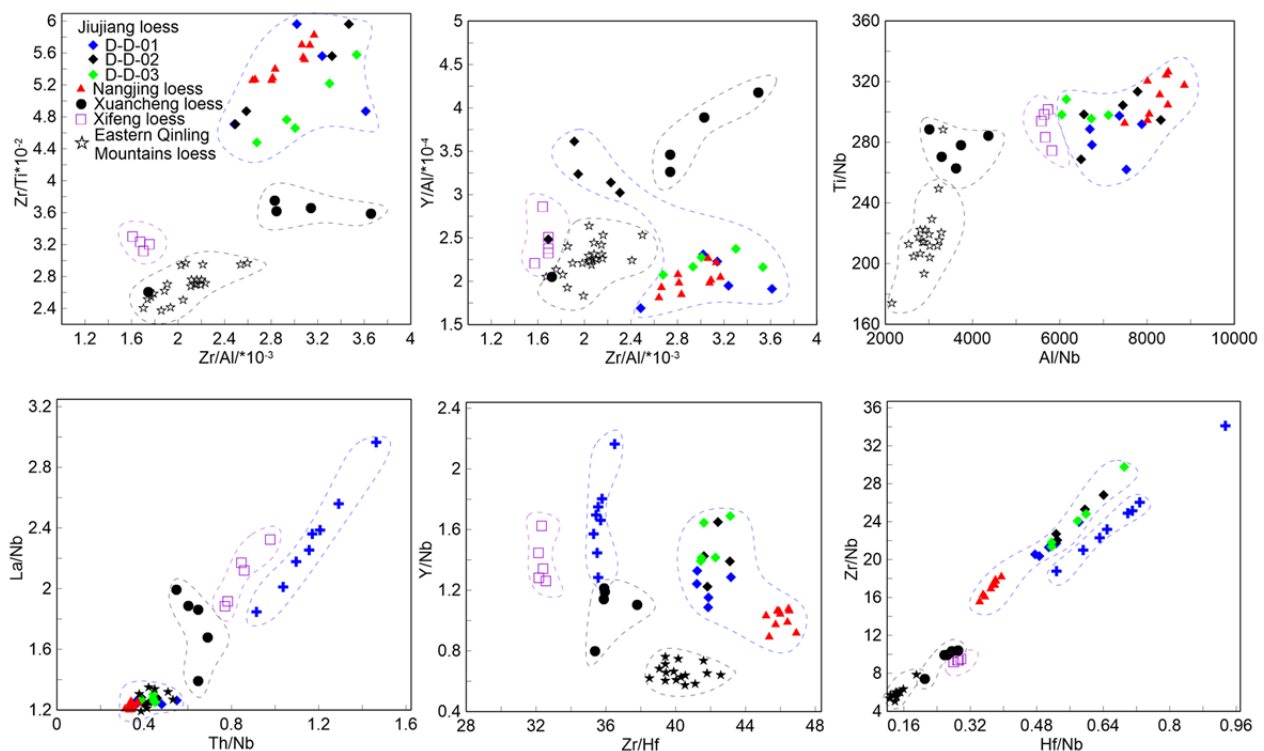 Jiujiang loess
D-D-01
D-D-02
D-D-03
Nangjing loess
Xuancheng loess
Xifeng loess
Eastern Qinling
Mountains loess
6
5.6
5.2
4.8
4.4
4
3.6
3.2
2.8
2.4
Zr/Ti*10-2
1.2 1.6 2 2.4 2.8 3.2 3.6 4
Zr/Al/*10-3
5
4.5
4
3.5
3
2.5
2
1.5
Y/Al/*10-4
1.2 1.6 2 2.4 2.8 3.2 3.6 4
Zr/Al/*10-3
360
320
280
240
200
160
Ti/Nb
2000 4000 6000 8000 10000
Al/Nb
3.2
2.8
2.4
2
1.6
1.2
La/Nb
0 0.4 0.8 1.2 1.6
Th/Nb
2.4
2
1.6
1.2
0.8
0.4
Y/Nb
28 32 36 40 44 48
Zr/Hf
36
32
28
24
20
16
12
8
4
Zr/Nb
0.16 0.32 0.48 0.64 0.80 0.96
Hf/Nb